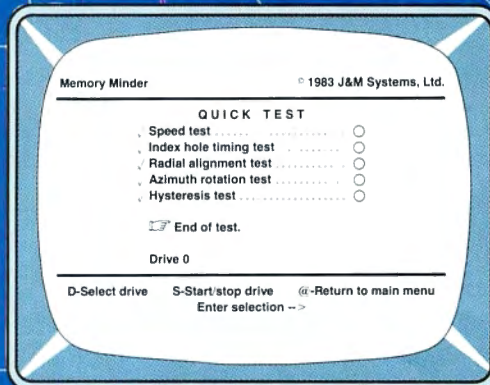 Memory Minder © 1983 J&M Systems, Ltd.
QUICK TEST
Speed test
Index hole timing test
Radial alignment test
Azimuth rotation test
Hysteresis test
End of test.
Drive 0
D-Select drive S-Start/stop drive @-Return to main menu
Enter selection -->